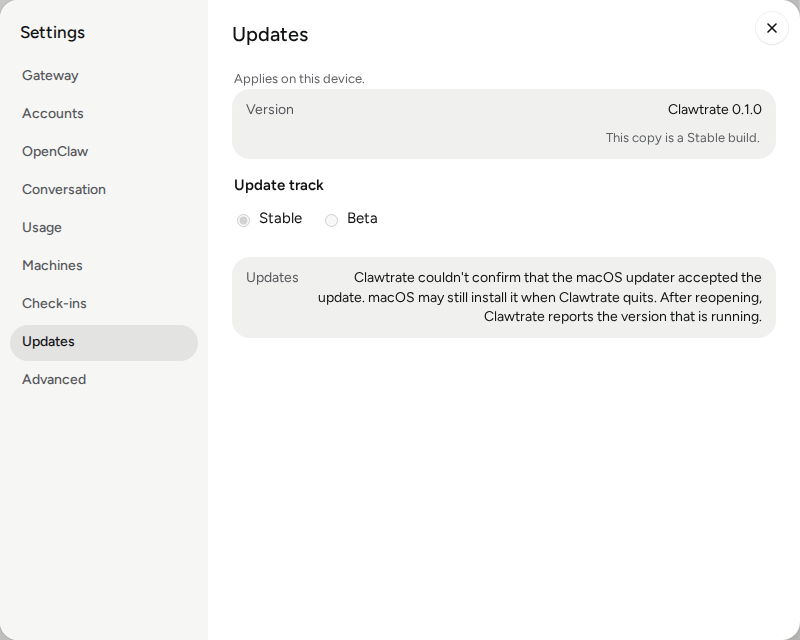 Settings
Gateway
Accounts
OpenClaw
Conversation
Usage
Machines
Check-ins
Updates
Advanced
Updates
Applies on this device.
Version
Clawtrate 0.1.0
This copy is a Stable build.
Update track
Stable
Beta
Updates
Clawtrate couldn't confirm that the macOS updater accepted the
update. macOS may still install it when Clawtrate quits. After reopening,
Clawtrate reports the version that is running.